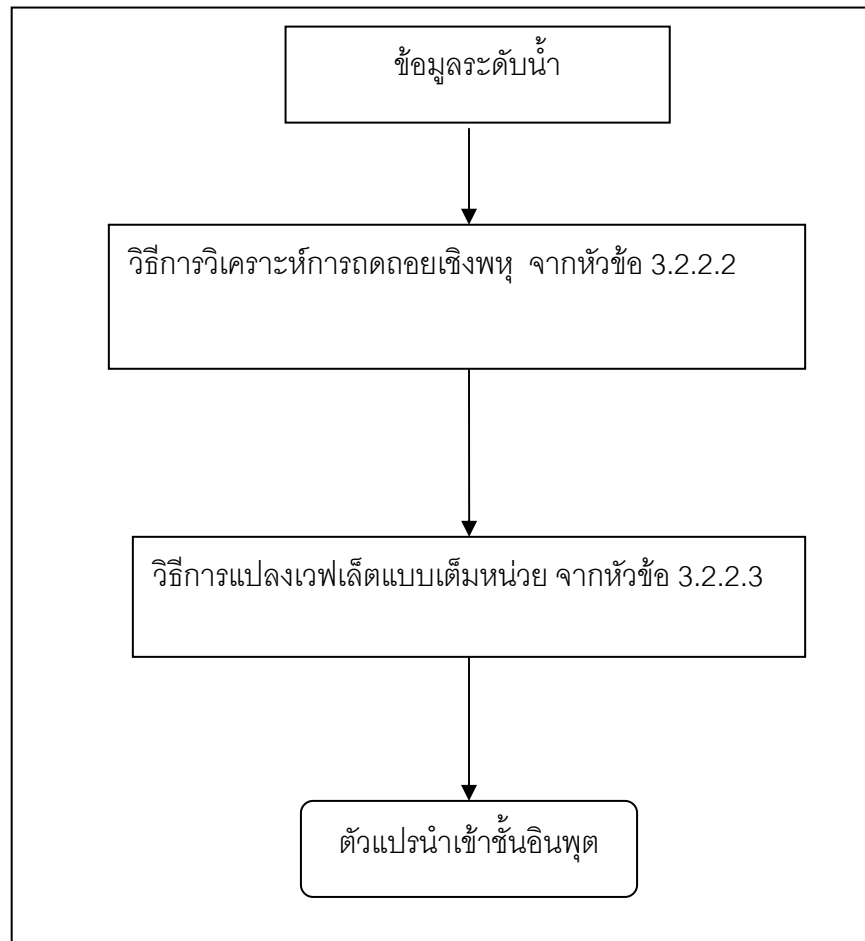 ข้อมูลระดับน้ำ
วิธีการวิเคราะห์การถดถอยเชิงพหุ จากหัวข้อ 3.2.2.2
วิธีการแปลงเวฟเล็ตแบบเต็มหน่วย จากหัวข้อ 3.2.2.3
ตัวแปรนำเข้าชั้นอินพุต